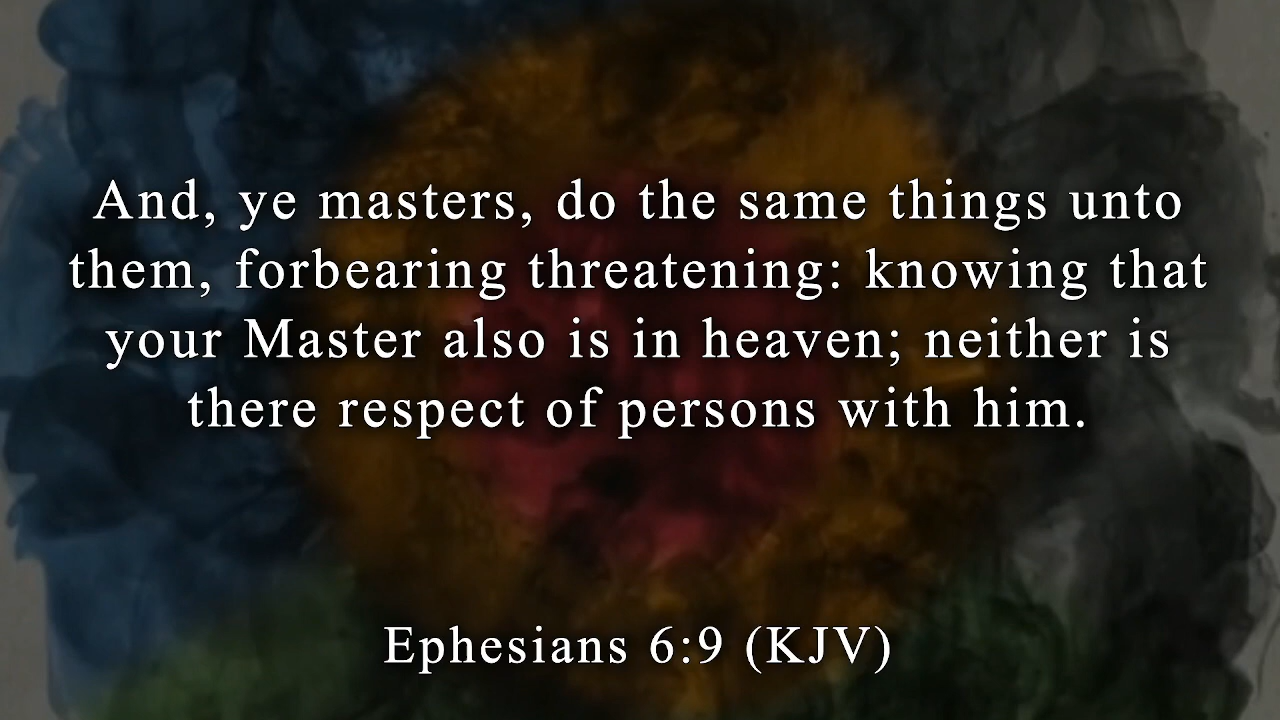 And, ye masters, do the same things unto
them, forbearing threatening: knowing that
your Master also is in heaven; neither is
there respect of persons with him.
Ephesians 6:9 (KJV)